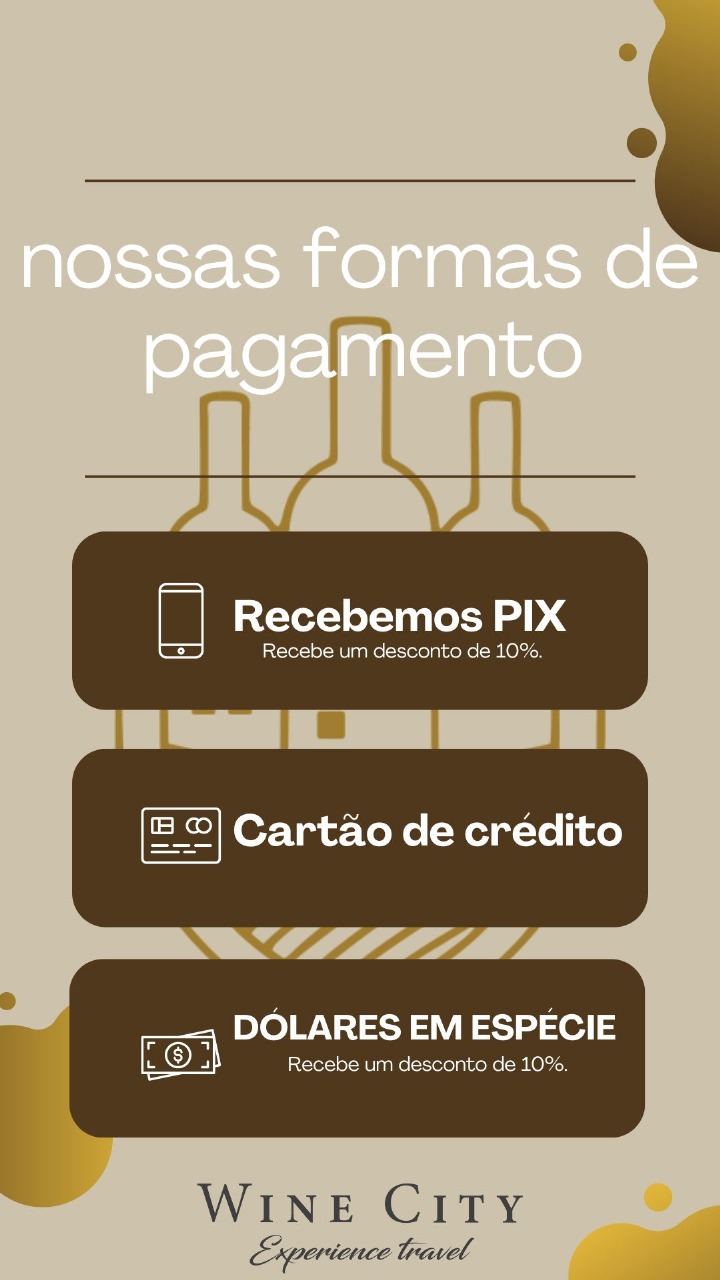 nossas formas de
pagamento
Recebemos PIX
Recebe um desconto de 10%.
Cartão de crédito
DÓLARES EM ESPÉCIE
Recebe um desconto de 10%.
WINE CITY
Experience travel